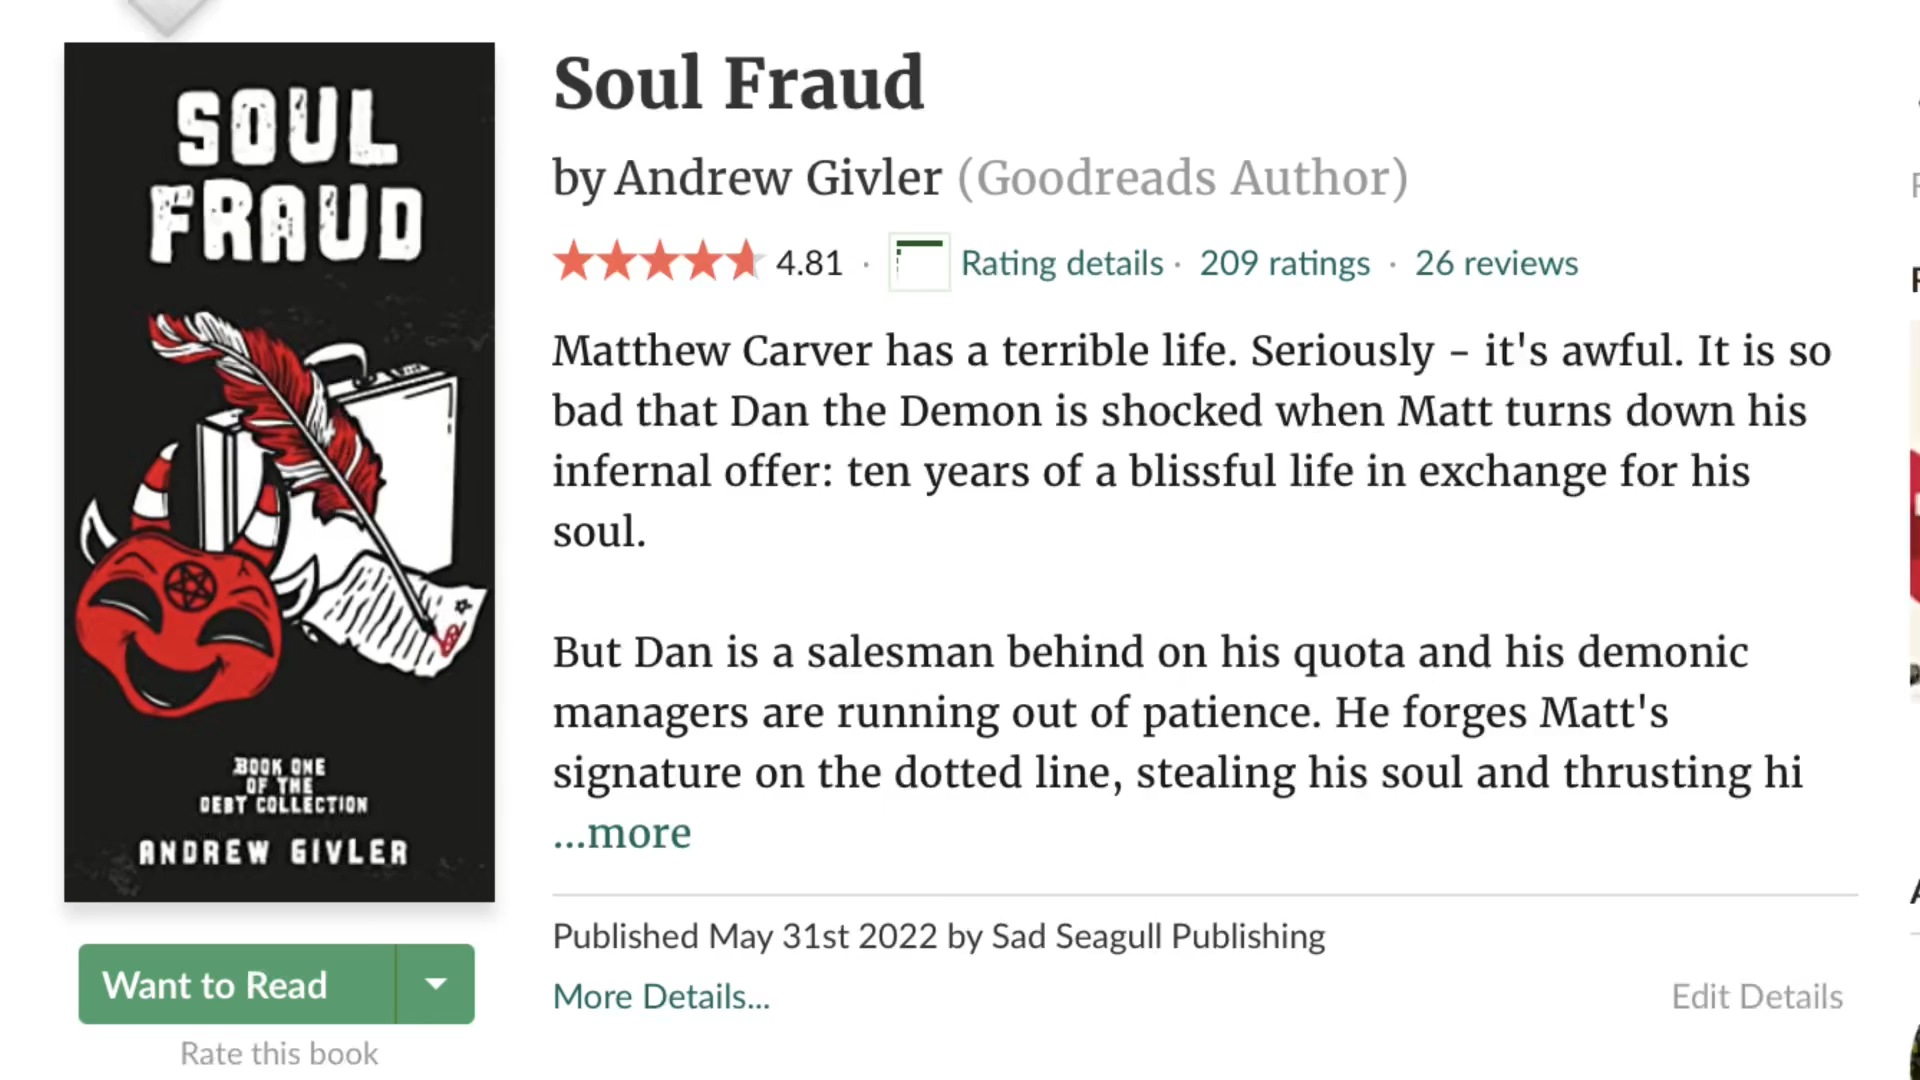 SOUL
FRAUD
BOOK ONE
OF THE
DEBT COLLECTION
ANDREW GIVLER
Want to Read
Rate this book
Soul Fraud
by Andrew Givler (Goodreads Author)
4.81 · Rating details · 209 ratings · 26 reviews
Matthew Carver has a terrible life. Seriously – it's awful. It is so
bad that Dan the Demon is shocked when Matt turns down his
infernal offer: ten years of a blissful life in exchange for his
soul.
But Dan is a salesman behind on his quota and his demonic
managers are running out of patience. He forges Matt's
signature on the dotted line, stealing his soul and thrusting hi
...more
Published May 31st 2022 by Sad Seagull Publishing
More Details...
Edit Details